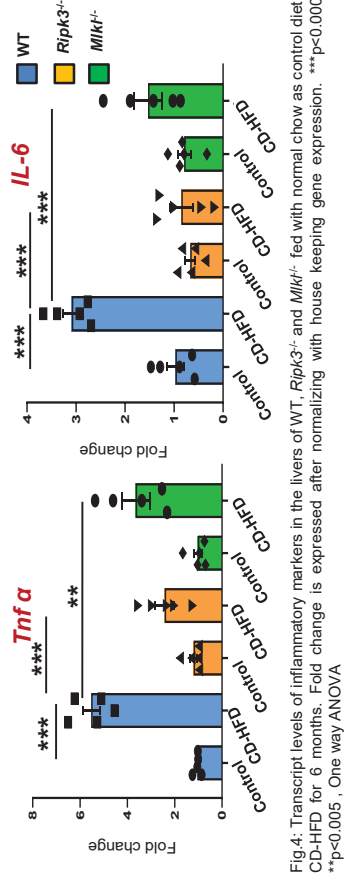 Tnf α
IL-6
WT
Ripk3-/-
Mlkl-/-
Fold change
8
6
4
2
0
***
***
**
Control
CD-HFD
Control
CD-HFD
Control
CD-HFD
Fold change
4
3
2
1
0
***
***
***
Control
CD-HFD
Control
CD-HFD
Control
CD-HFD
Fig.4: Transcript levels of inflammatory markers in the livers of WT, Ripk3-/- and Mlkl-/- fed with normal chow as control diet
CD-HFD for 6 months. Fold change is expressed after normalizing with house keeping gene expression. ***p<0.000
**p<0.005 , One way ANOVA